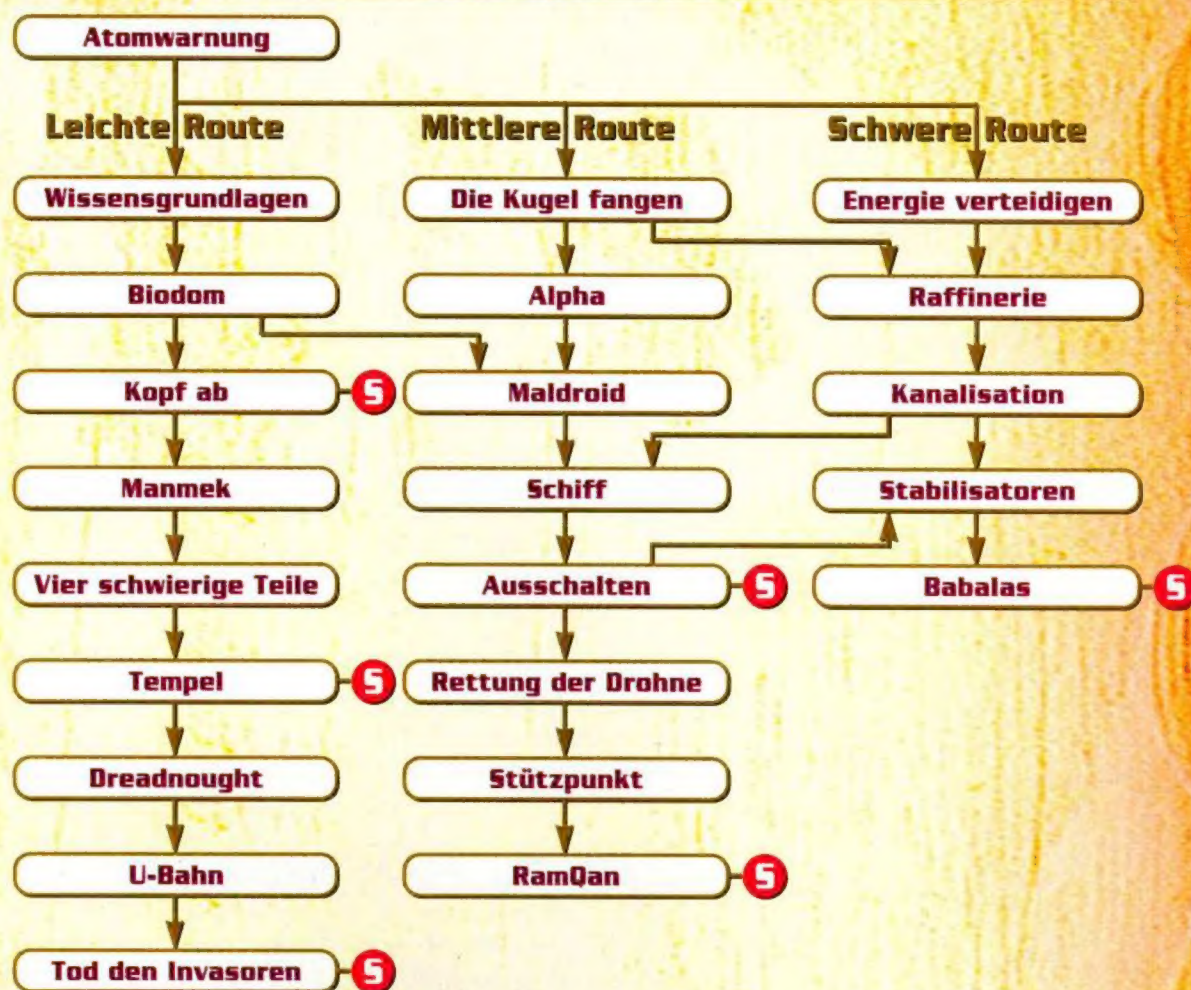 Atomwarnung
Leichte Route
Mittlere Route
Schwere Route
Wissensgrundlagen
Die Kugel fangen
Energie verteidigen
Biodom
Alpha
Raffinerie
Kopf ab
S
Maldroid
Kanalisation
Manmek
Schiff
Stabilisatoren
Vier schwierige Teile
Ausschalten
S
Babalas
S
Tempel
S
Rettung der Drohne
Dreadnought
Stützpunkt
U-Bahn
RamQan
S
Tod den Invasoren
S